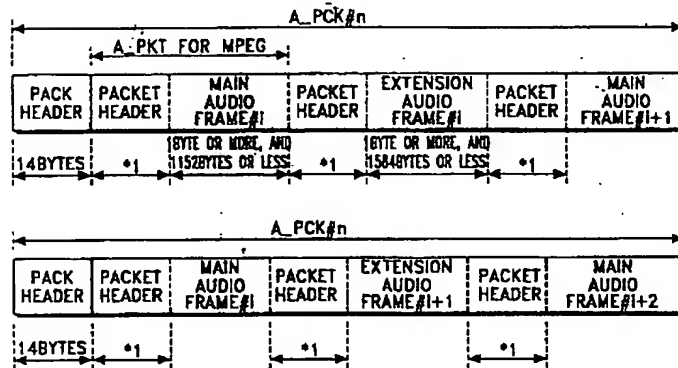 A_PCK#n
A_PKT FOR MPEG
PACK HEADER
PACKET HEADER
MAIN AUDIO FRAME#I
PACKET HEADER
EXTENSION AUDIO FRAME#I
PACKET HEADER
MAIN AUDIO FRAME#I+1
14BYTES
*1
1BYTE OR MORE, AND 1152BYTES OR LESS
*1
1BYTE OR MORE, AND 1584BYTES OR LESS
*1
A_PCK#n
PACK HEADER
PACKET HEADER
MAIN AUDIO FRAME#I
PACKET HEADER
EXTENSION AUDIO FRAME#I+1
PACKET HEADER
MAIN AUDIO FRAME#I+2
14BYTES
*1
*1
*1